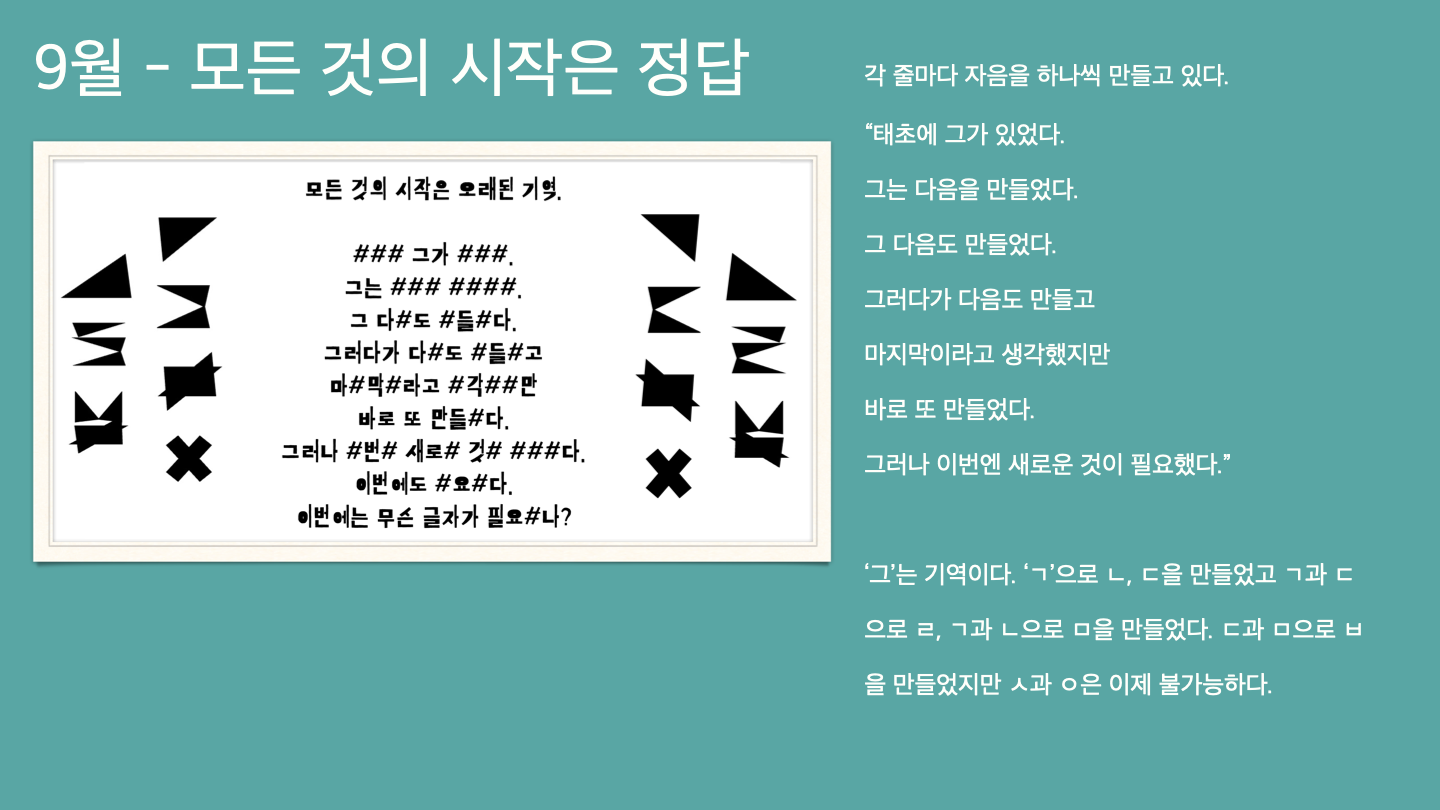 9월 - 모든 것의 시작은 정답
모든 것의 시작은 오래된 기억.
### 그가 ###.
그는 ### ####.
그 다#도 #들#다.
그러다가 다#도 #들#고
마#막#라고 #각##만
바로 또 만들#다.
그러나 #번# 새로# 것# ###다.
이번에도 #요#다.
이번에는 무슨 글자가 필요#나?
각 줄마다 자음을 하나씩 만들고 있다.
“태초에 그가 있었다.
그는 다음을 만들었다.
그 다음도 만들었다.
그러다가 다음도 만들고
마지막이라고 생각했지만
바로 또 만들었다.
그러나 이번엔 새로운 것이 필요했다.”
‘그’는 기역이다. ‘ㄱ’으로 ㄴ, ㄷ을 만들었고 ㄱ과 ㄷ
으로 ㄹ, ㄱ과 ㄴ으로 ㅁ을 만들었다. ㄷ과 ㅁ으로 ㅂ
을 만들었지만 ㅅ과 ㅇ은 이제 불가능하다.